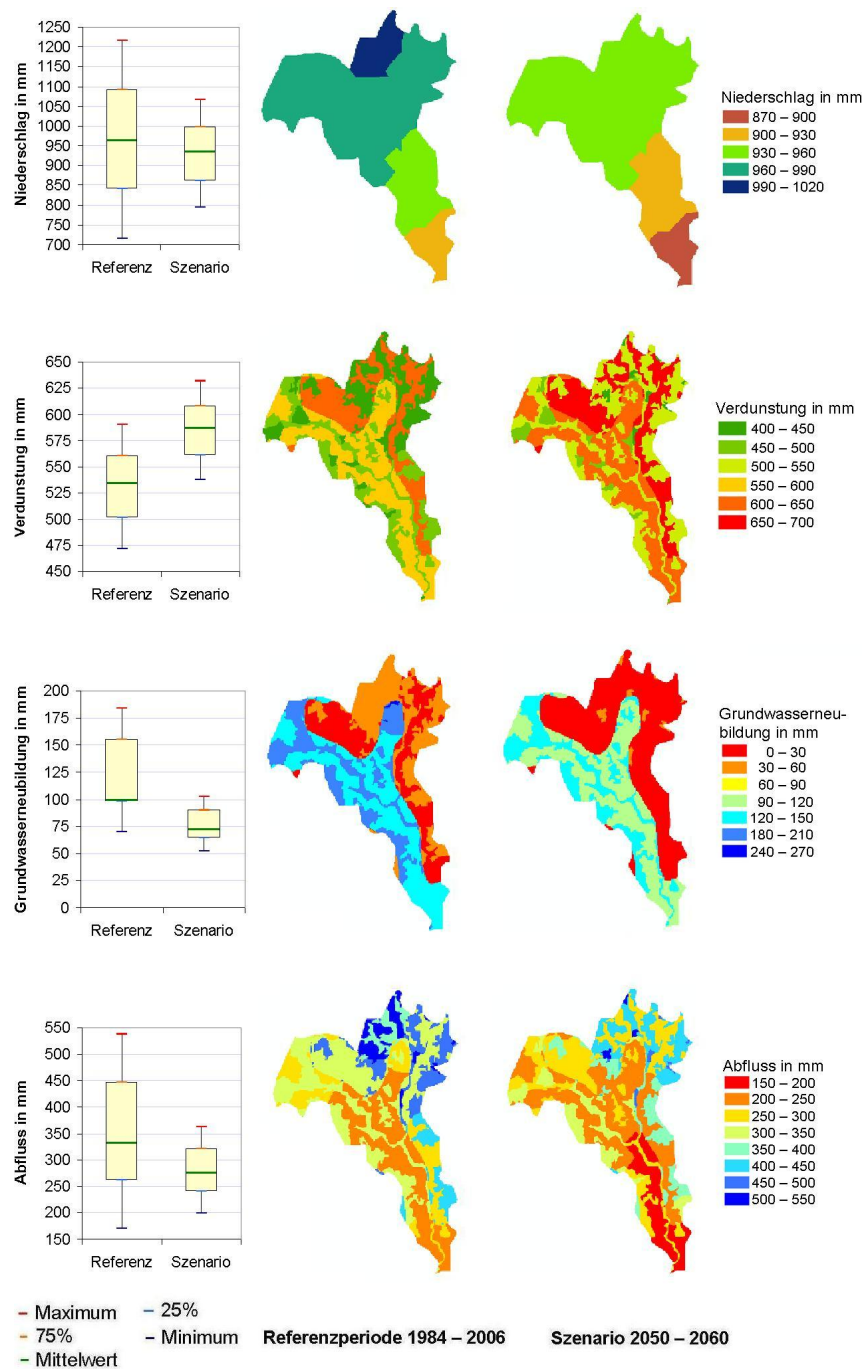 Niederschlag in mm
1250
1200
1150
1100
1050
1000
950
900
850
800
750
700
Referenz Szenario
Niederschlag in mm
870 – 900
900 – 930
930 – 960
960 – 990
990 – 1020
Verdunstung in mm
650
625
600
575
550
525
500
475
450
Referenz Szenario
Verdunstung in mm
400 – 450
450 – 500
500 – 550
550 – 600
600 – 650
650 – 700
Grundwasserneubildung in mm
200
175
150
125
100
75
50
25
0
Referenz Szenario
Grundwasserneu-
bildung in mm
0 – 30
30 – 60
60 – 90
90 – 120
120 – 150
180 – 210
240 – 270
Abfluss in mm
550
500
450
400
350
300
250
200
150
Referenz Szenario
Abfluss in mm
150 – 200
200 – 250
250 – 300
300 – 350
350 – 400
400 – 450
450 – 500
500 – 550
Maximum 25%
75% Minimum
Mittelwert
Referenzperiode 1984 – 2006 Szenario 2050 – 2060